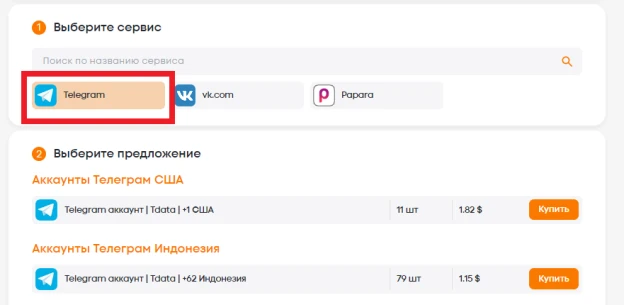 1 Выберите сервис
Поиск по названию сервиса
Telegram vk.com Papara
2 Выберите предложение
Аккаунты Телеграм США
Telegram аккаунт | Tdata | +1 США 11 шт 1.82 $ Купить
Аккаунты Телеграм Индонезия
Telegram аккаунт | Tdata | +62 Индонезия 79 шт 1.15 $ Купить